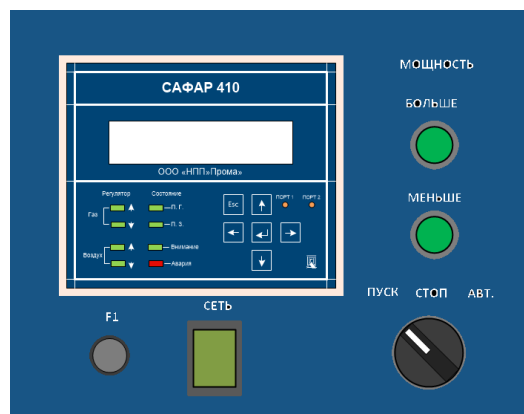 МОЩНОСТЬ
САФАР 410
БОЛЬШЕ
ООО «НПП»Прома»
Регулятор Состояние
Esc
ПОРТ 1 ПОРТ 2
Газ
П. Г.
П. З.
МЕНЬШЕ
Воздух
Внимание
Авария
ПУСК СТОП АВТ.
СЕТЬ
F1